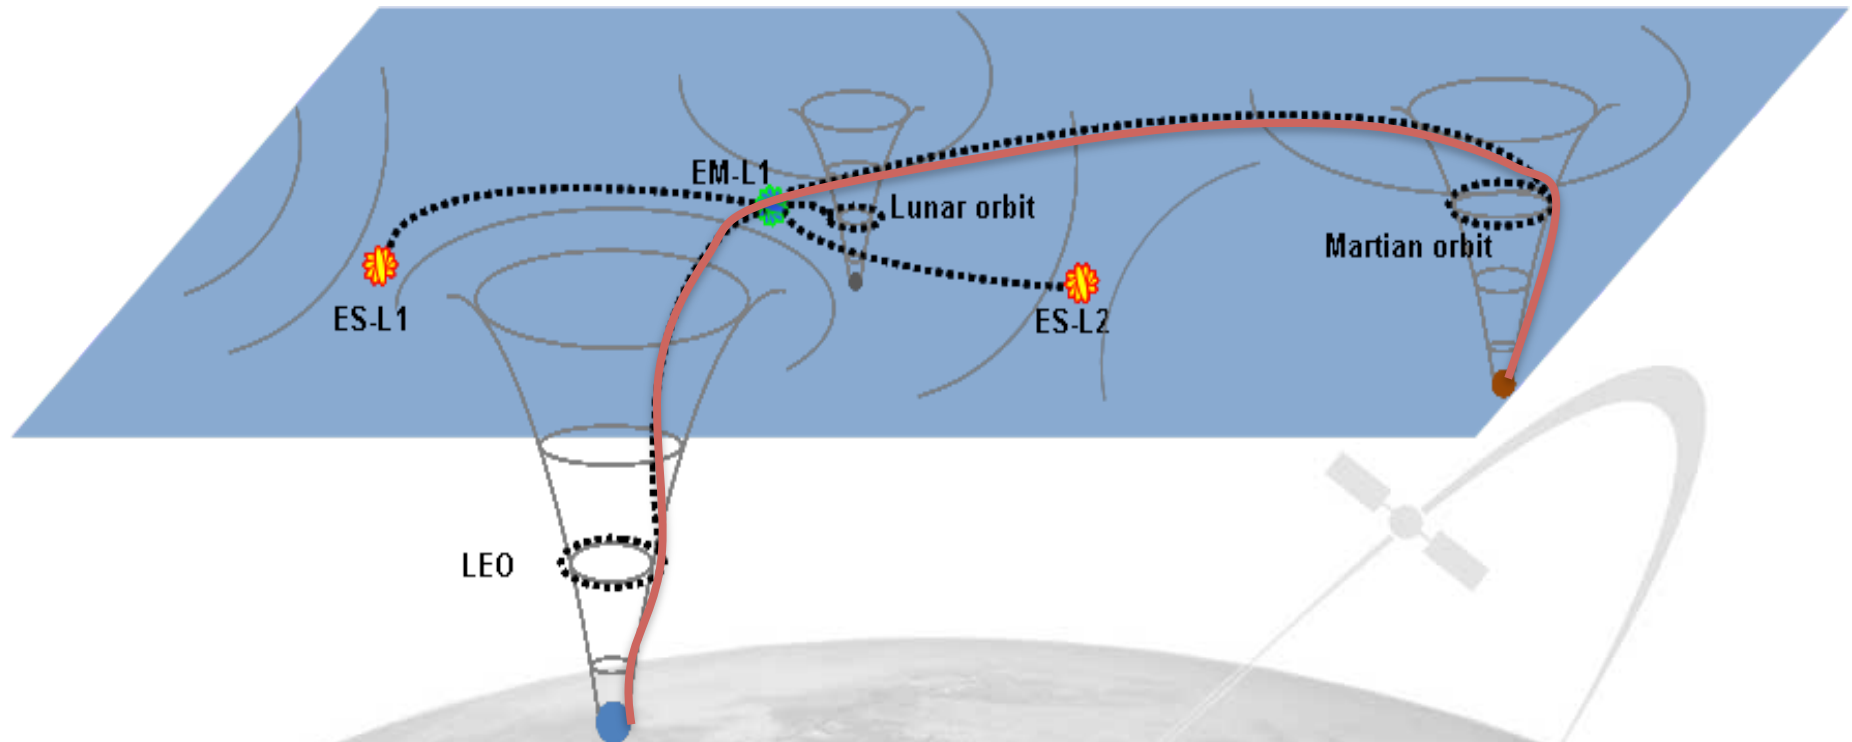 EM-L1
Lunar orbit
Martian orbit
ES-L1
ES-L2
LEO